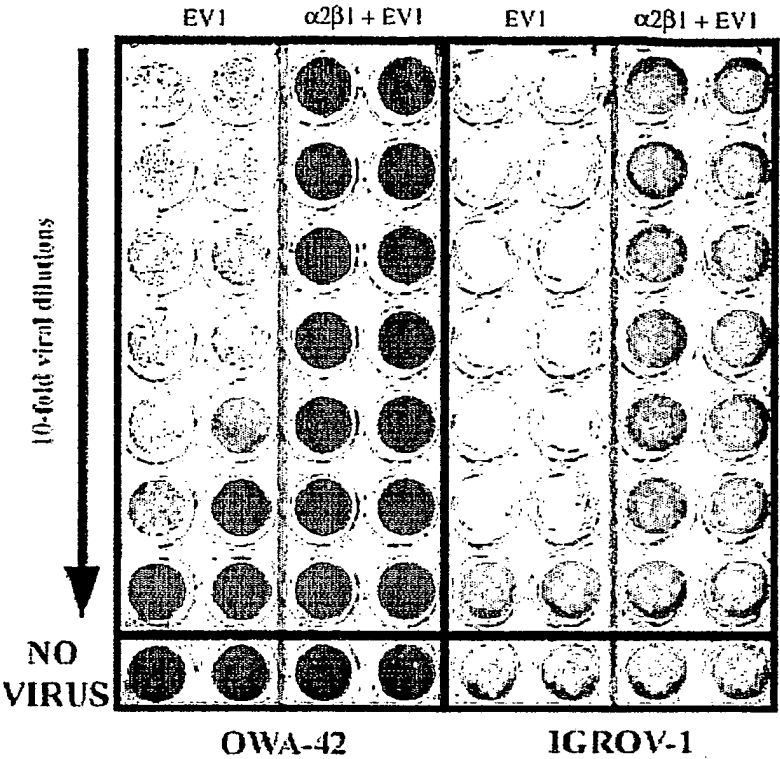 EV1 α2β1 + EV1 EV1 α2β1 + EV1
10-fold viral dilutions
NO
VIRUS
OWA-42 IGROV-1